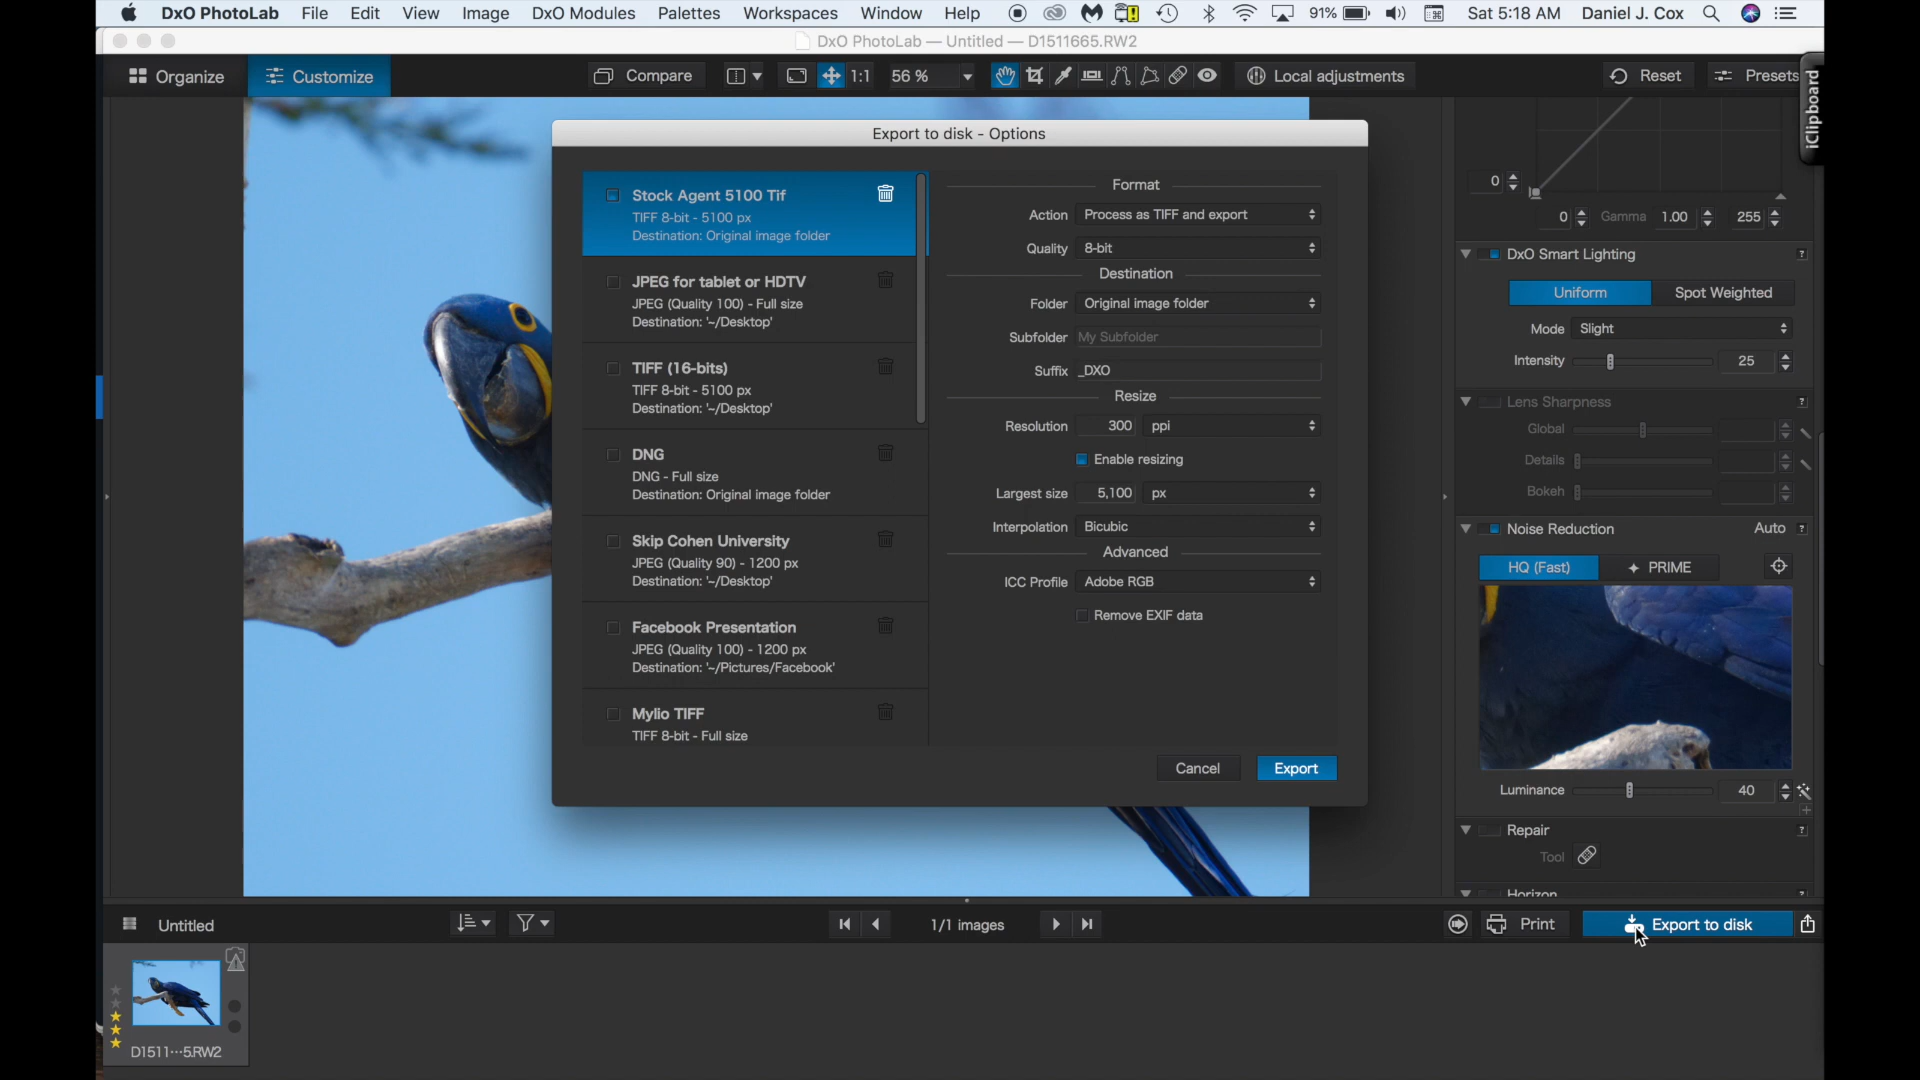 DxO PhotoLab File Edit View Image DxO Modules Palettes Workspaces Window Help 91% Sat 5:18 AM Daniel J. Cox
DxO PhotoLab — Untitled — D1511665.RW2
Organize Customize Compare 1:1 56 % Local adjustments Reset Presets
iClipboard
Export to disk - Options
Stock Agent 5100 Tif
TIFF 8-bit - 5100 px
Destination: Original image folder
JPEG for tablet or HDTV
JPEG (Quality 100) - Full size
Destination: '~/Desktop'
TIFF (16-bits)
TIFF 8-bit - 5100 px
Destination: '~/Desktop'
DNG
DNG - Full size
Destination: Original image folder
Skip Cohen University
JPEG (Quality 90) - 1200 px
Destination: '~/Desktop'
Facebook Presentation
JPEG (Quality 100) - 1200 px
Destination: '~/Pictures/Facebook'
Mylio TIFF
TIFF 8-bit - Full size
Format
Action Process as TIFF and export
Quality 8-bit
Destination
Folder Original image folder
Subfolder My Subfolder
Suffix _DXO
Resize
Resolution 300 ppi
Enable resizing
Largest size 5,100 px
Interpolation Bicubic
Advanced
ICC Profile Adobe RGB
Remove EXIF data
Cancel Export
0
0 Gamma 1.00 255
DxO Smart Lighting ?
Uniform Spot Weighted
Mode Slight
Intensity 25
Lens Sharpness ?
Global
Details
Bokeh
Noise Reduction Auto ?
HQ (Fast) PRIME
Luminance 40
Repair ?
Tool
Horizon ?
Untitled 1/1 images Print Export to disk
D1511···5.RW2